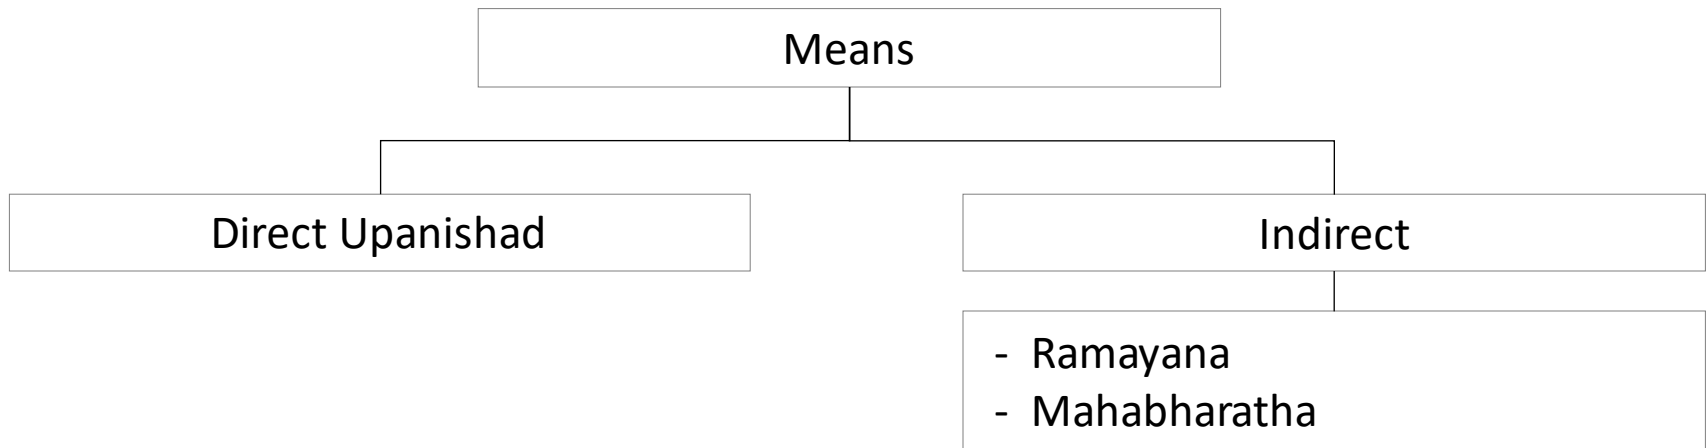 Means
Direct Upanishad
Indirect
- Ramayana
- Mahabharatha